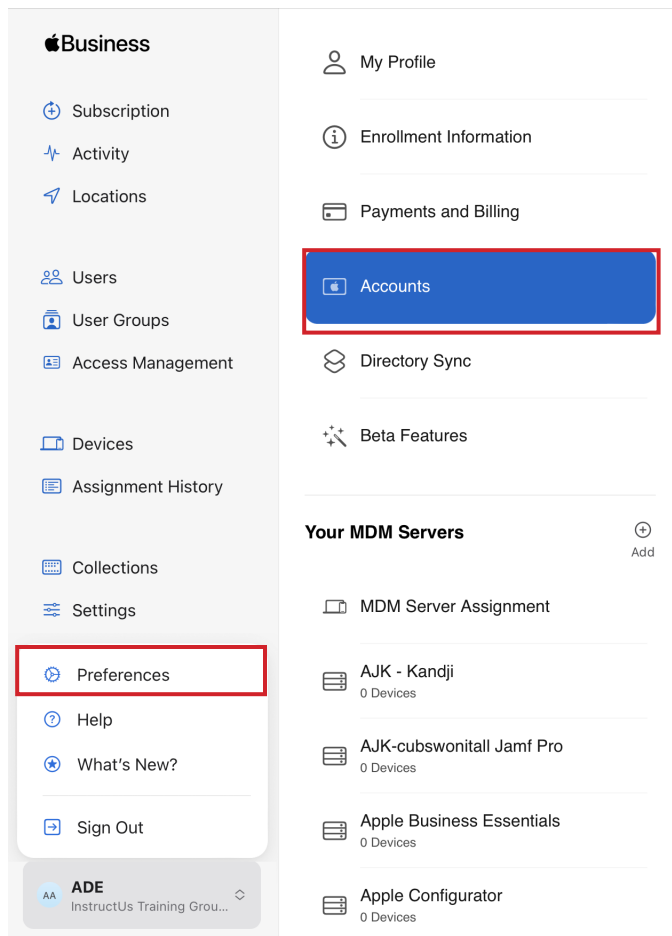 Business
Subscription
Activity
Locations
Users
User Groups
Access Management
Devices
Assignment History
Collections
Settings
Preferences
Help
What's New?
Sign Out
AA
ADE
InstructUs Training Grou...
My Profile
Enrollment Information
Payments and Billing
Accounts
Directory Sync
Beta Features
Your MDM Servers
Add
MDM Server Assignment
AJK - Kandji
0 Devices
AJK-cubswonitall Jamf Pro
0 Devices
Apple Business Essentials
0 Devices
Apple Configurator
0 Devices